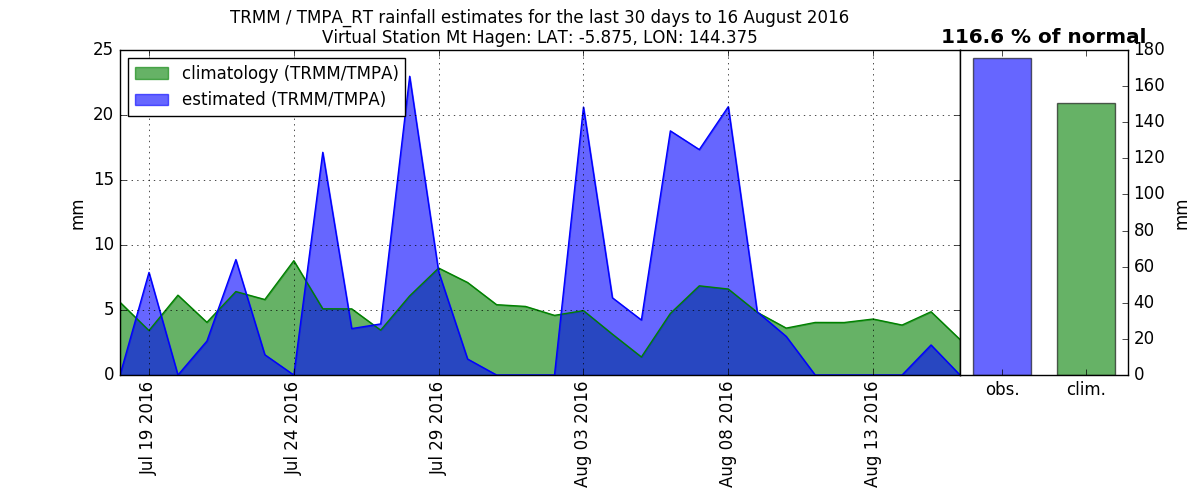 TRMM / TMPA_RT rainfall estimates for the last 30 days to 16 August 2016
Virtual Station Mt Hagen: LAT: -5.875, LON: 144.375
116.6 % of normal
climatology (TRMM/TMPA)
estimated (TRMM/TMPA)
25
20
15
10
5
0
mm
Jul 19 2016
Jul 24 2016
Jul 29 2016
Aug 03 2016
Aug 08 2016
Aug 13 2016
180
160
140
120
100
80
60
40
20
0
mm
obs.
clim.